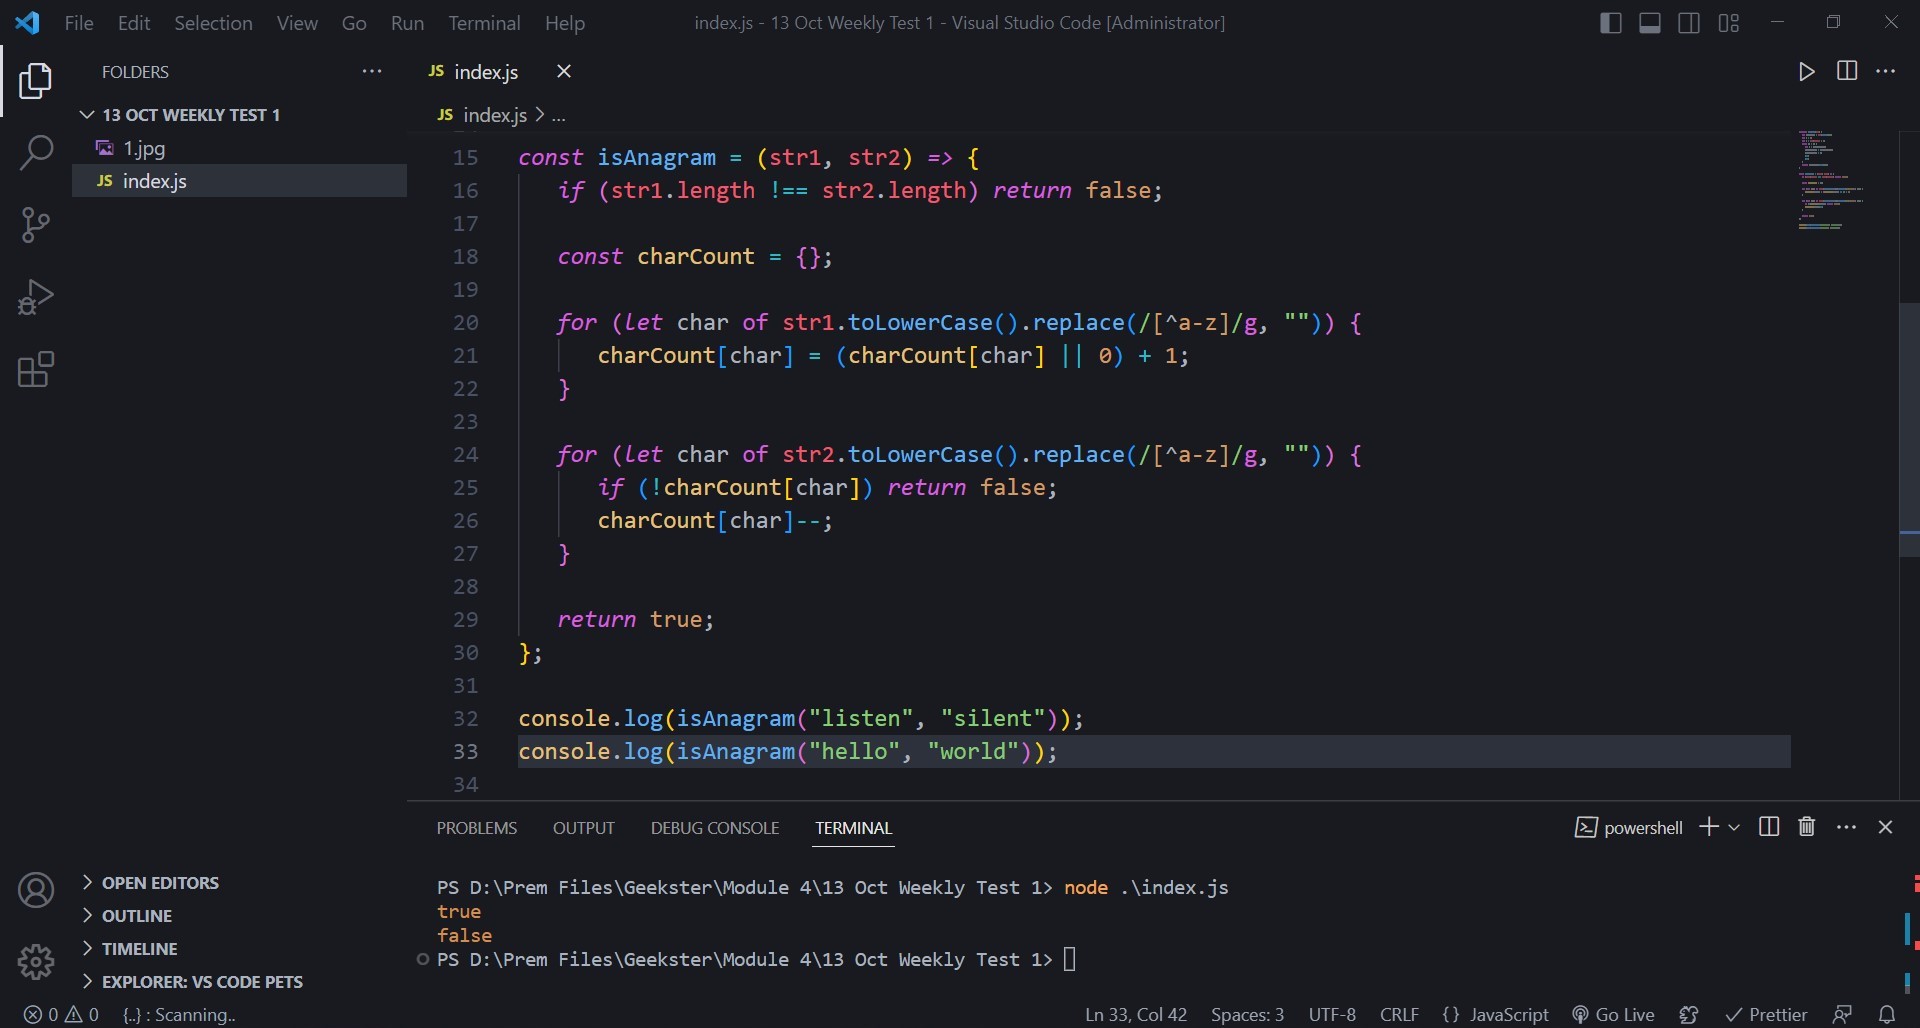 File Edit Selection View Go Run Terminal Help
index.js - 13 Oct Weekly Test 1 - Visual Studio Code [Administrator]
FOLDERS
13 OCT WEEKLY TEST 1
1.jpg
JS index.js
JS index.js
JS index.js > ...
15 const isAnagram = (str1, str2) => {
16 if (str1.length !== str2.length) return false;
17
18 const charCount = {};
19
20 for (let char of str1.toLowerCase().replace(/[^a-z]/g, "")) {
21 charCount[char] = (charCount[char] || 0) + 1;
22 }
23
24 for (let char of str2.toLowerCase().replace(/[^a-z]/g, "")) {
25 if (!charCount[char]) return false;
26 charCount[char]--;
27 }
28
29 return true;
30 };
31
32 console.log(isAnagram("listen", "silent"));
33 console.log(isAnagram("hello", "world"));
34
PROBLEMS OUTPUT DEBUG CONSOLE TERMINAL
powershell
PS D:\Prem Files\Geekster\Module 4\13 Oct Weekly Test 1> node .\index.js
true
false
PS D:\Prem Files\Geekster\Module 4\13 Oct Weekly Test 1>
OPEN EDITORS
OUTLINE
TIMELINE
EXPLORER: VS CODE PETS
0 0 {..} : Scanning..
Ln 33, Col 42 Spaces: 3 UTF-8 CRLF {} JavaScript Go Live Prettier